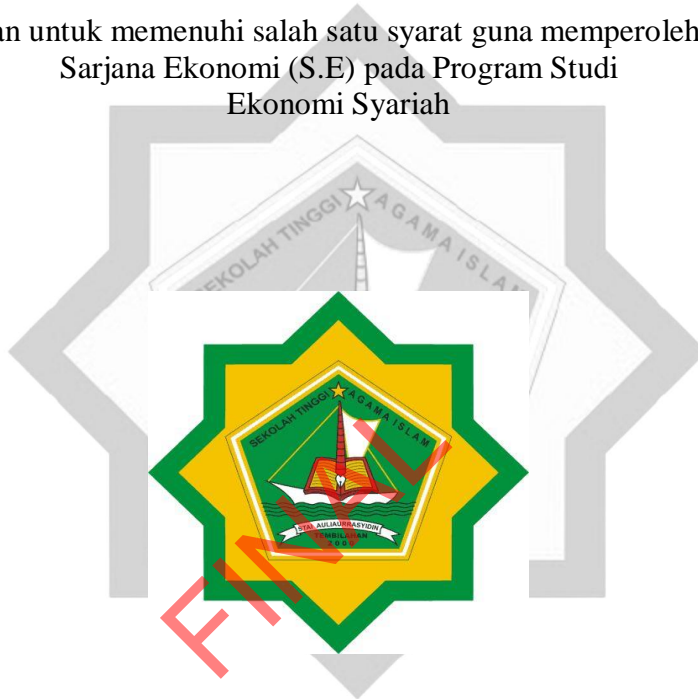 an untuk memenuhi salah satu syarat guna memperoleh
Sarjana Ekonomi (S.E) pada Program Studi
Ekonomi Syariah
SEKOLAH TINGGI AGAMA ISLAM
SEKOLAH TINGGI AGAMA ISLAM
STAI AULIAURRASYIDIN
TEMBILAHAN
2000
FINAL